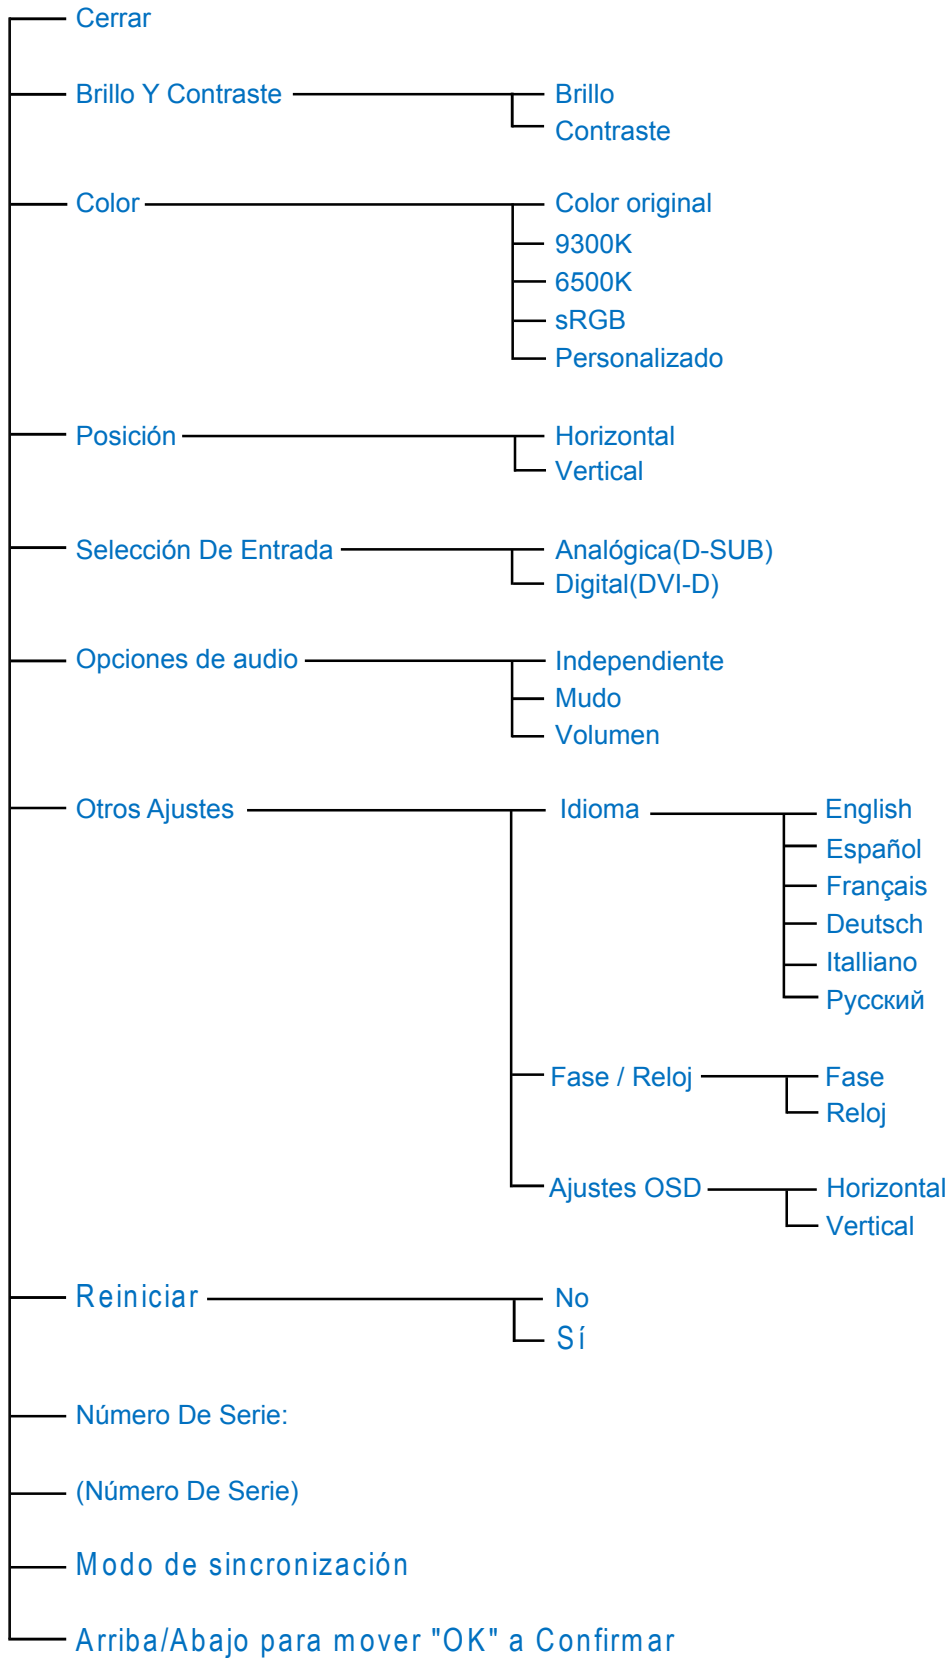 Cerrar
Brillo Y Contraste
Brillo
Contraste
Color
Color original
9300K
6500K
sRGB
Personalizado
Posición
Horizontal
Vertical
Selección De Entrada
Analógica(D-SUB)
Digital(DVI-D)
Opciones de audio
Independiente
Mudo
Volumen
Otros Ajustes
Idioma
English
Español
Français
Deutsch
Italliano
Русский
Fase / Reloj
Fase
Reloj
Ajustes OSD
Horizontal
Vertical
Reiniciar
No
Sí
Número De Serie:
(Número De Serie)
Modo de sincronización
Arriba/Abajo para mover "OK" a Confirmar